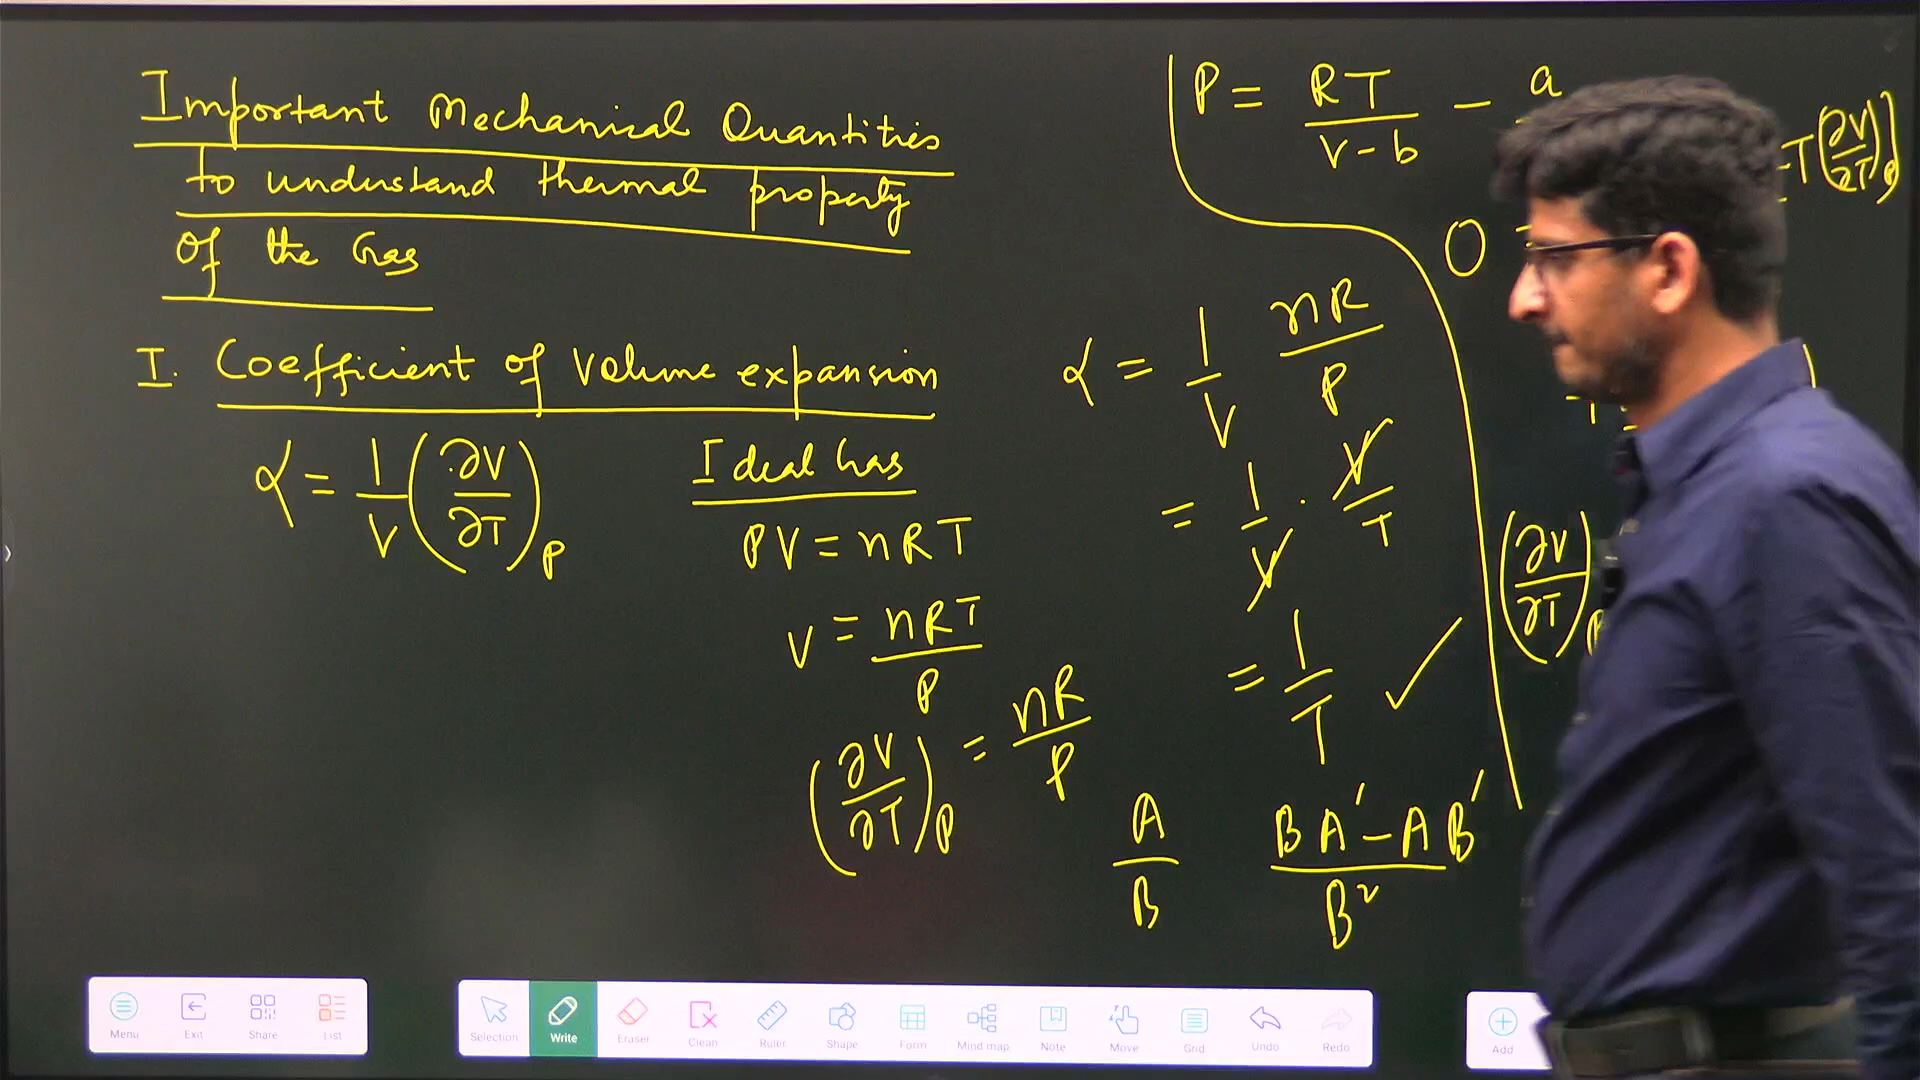 Important Mechanical Quantities
to understand thermal property
of the Gas
I. Coefficient of volume expansion
α = 1/V (∂V/∂T)_P
Ideal Gas
PV = nRT
V = nRT/P
(∂V/∂T)_P = nR/P
α = 1/V nR/P
= 1/V · V/T
= 1/T ✓
A/B
BA′ − AB′ / B²
P = RT/V−b − a
-T(∂V/∂T)_P]
0
(∂V/∂T)_P
Menu Exit Share List
Selection Write Eraser Clean Ruler Shape Form Mind map Note Move Grid Undo Redo
Add